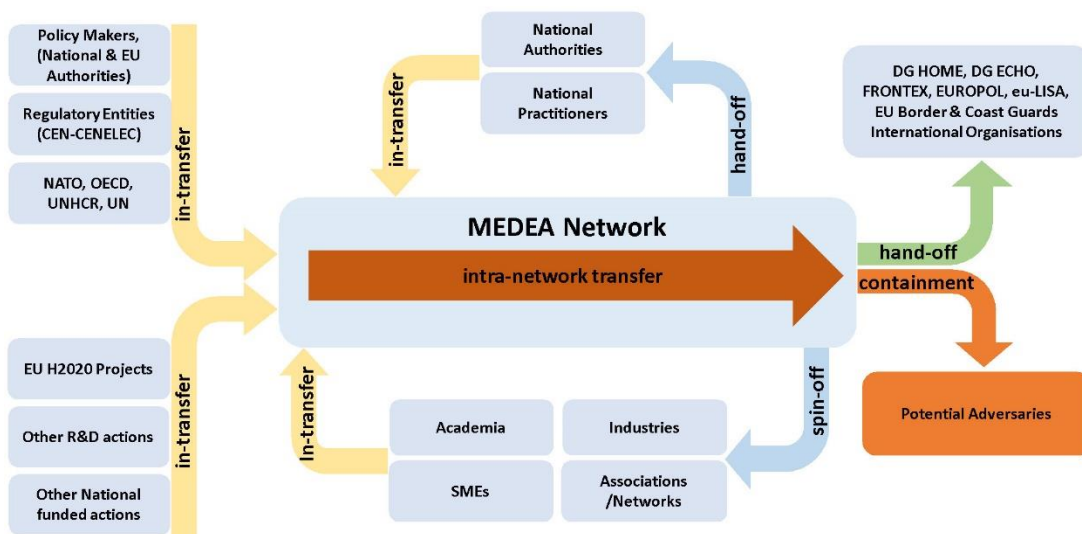 Policy Makers,
(National & EU
Authorities)
Regulatory Entities
(CEN-CENELEC)
NATO, OECD,
UNHCR, UN
in-transfer
EU H2020 Projects
Other R&D actions
Other National
funded actions
in-transfer
National
Authorities
National
Practitioners
in-transfer
hand-off
MEDEA Network
intra-network transfer
In-transfer
Academia
Industries
SMEs
Associations
/Networks
spin-off
DG HOME, DG ECHO,
FRONTEX, EUROPOL, eu-LISA,
EU Border & Coast Guards
International Organisations
hand-off
containment
Potential Adversaries